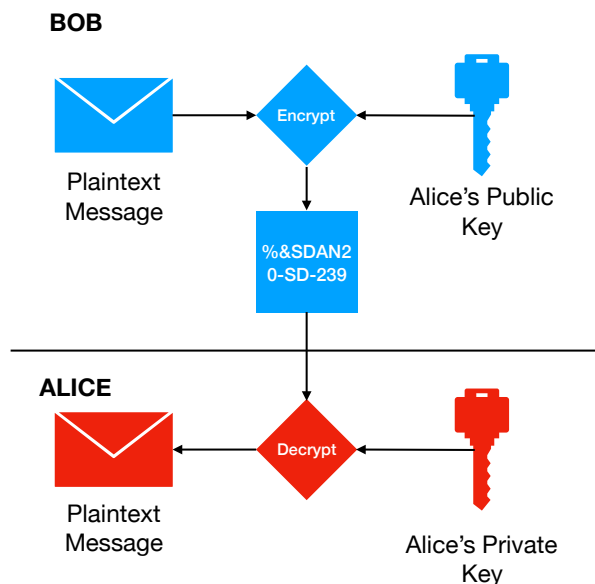 BOB
Encrypt
Plaintext
Message
Alice’s Public
Key
%&SDAN2
0-SD-239
ALICE
Decrypt
Plaintext
Message
Alice’s Private
Key